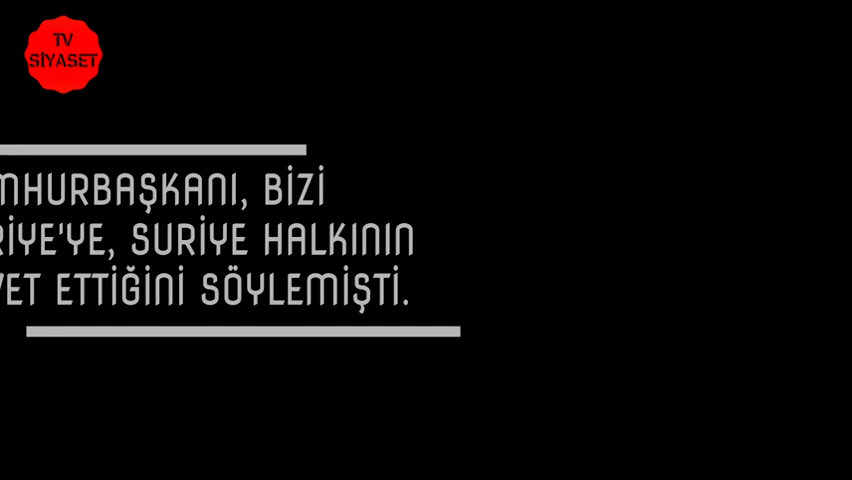 TV
SİYASET
MHURBAŞKANI, BİZİ
RİYE'YE, SURİYE HALKININ
VET ETTİĞİNİ SÖYLEMİŞTİ.